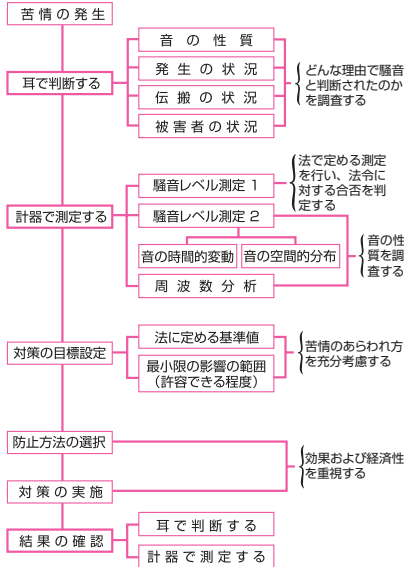 苦情の発生
耳で判断する
音の性質
発生の状況
伝搬の状況
被害者の状況
どんな理由で騒音
と判断されたのか
を調査する
計器で測定する
騒音レベル測定1
法で定める測定
を行い、法令に
対する合否を判
定する
騒音レベル測定2
音の時間的変動
音の空間的分布
周波数分析
音の性
質を調
査する
対策の目標設定
法に定める基準値
最小限の影響の範囲
（許容できる程度）
苦情のあらわれ方
を充分考慮する
防止方法の選択
対策の実施
効果および経済性
を重視する
結果の確認
耳で判断する
計器で測定する